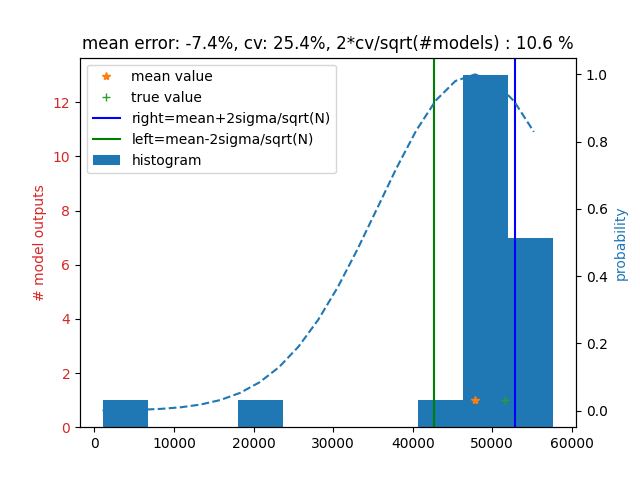 mean error: -7.4%, cv: 25.4%, 2*cv/sqrt(#models) : 10.6 %
mean value
true value
right=mean+2sigma/sqrt(N)
left=mean-2sigma/sqrt(N)
histogram
# model outputs
12
10
8
6
4
2
0
1.0
0.8
0.6
0.4
0.2
0.0
probability
0 10000 20000 30000 40000 50000 60000